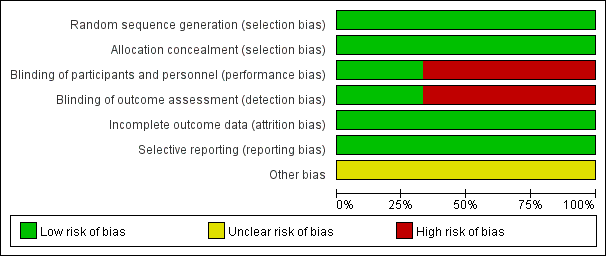 Random sequence generation (selection bias)
Allocation concealment (selection bias)
Blinding of participants and personnel (performance bias)
Blinding of outcome assessment (detection bias)
Incomplete outcome data (attrition bias)
Selective reporting (reporting bias)
Other bias
0% 25% 50% 75% 100%
Low risk of bias Unclear risk of bias High risk of bias